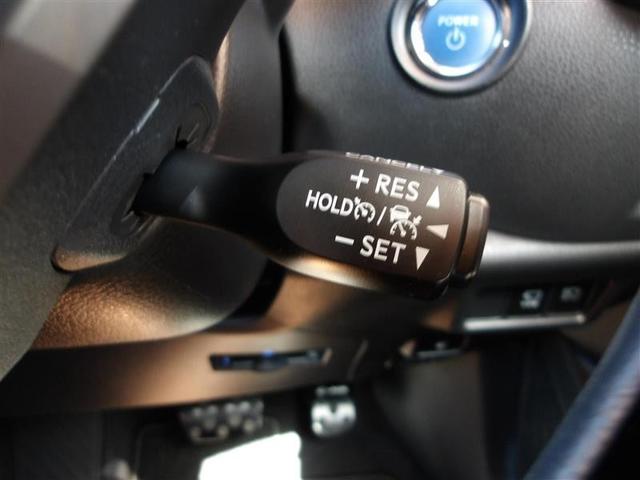 POWER
+ RES
HOLD /
- SET